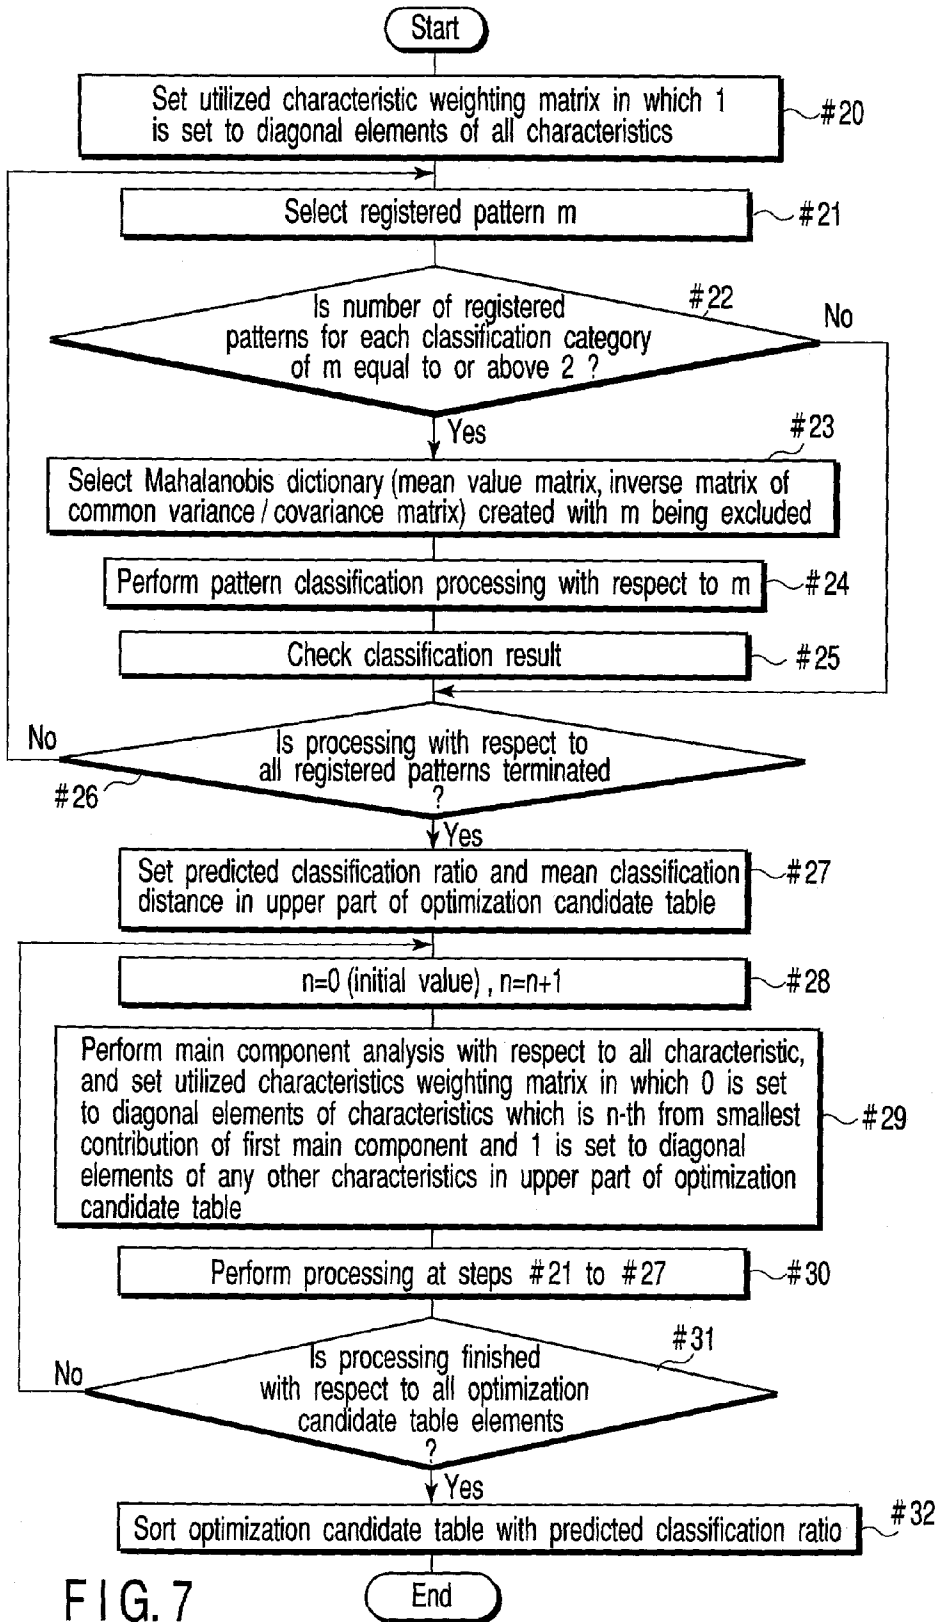 Start
Set utilized characteristic weighting matrix in which 1
is set to diagonal elements of all characteristics
#20
Select registered pattern m
#21
Is number of registered
patterns for each classification category
of m equal to or above 2 ?
#22
No
Yes
#23
Select Mahalanobis dictionary (mean value matrix, inverse matrix of
common variance / covariance matrix) created with m being excluded
Perform pattern classification processing with respect to m
#24
Check classification result
#25
No
Is processing with respect to
all registered patterns terminated
?
#26
Yes
Set predicted classification ratio and mean classification
distance in upper part of optimization candidate table
#27
n=0 (initial value) , n=n+1
#28
Perform main component analysis with respect to all characteristic,
and set utilized characteristics weighting matrix in which 0 is set
to diagonal elements of characteristics which is n-th from smallest
contribution of first main component and 1 is set to diagonal
elements of any other characteristics in upper part of optimization
candidate table
#29
Perform processing at steps #21 to #27
#30
#31
No
Is processing finished
with respect to all optimization
candidate table elements
?
Yes
Sort optimization candidate table with predicted classification ratio
#32
End
FIG. 7